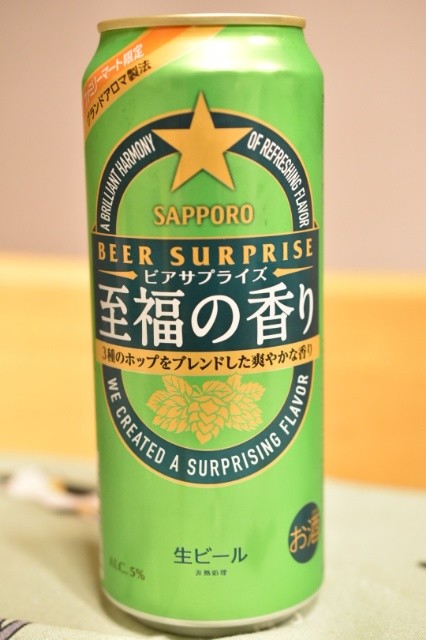 ファミリーマート限定
グランドアロマ製法
A BRILLIANT HARMONY
OF REFRESHING FLAVOR
SAPPORO
BEER SURPRISE
ビアサプライズ
至福の香り
3種のホップをブレンドした爽やかな香り
WE CREATED A SURPRISING FLAVOR
お酒
生ビール
非熱処理
ALC. 5%